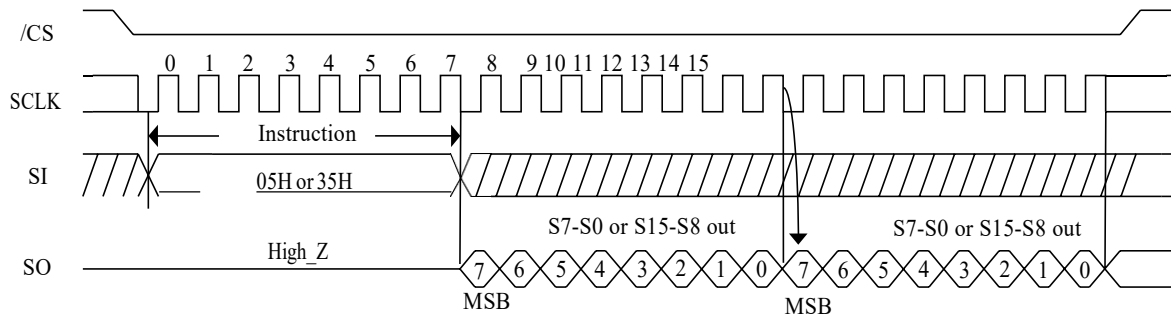 /CS
0 1 2 3 4 5 6 7 8 9 10 11 12 13 14 15
SCLK
Instruction
SI
05H or 35H
S7-S0 or S15-S8 out
S7-S0 or S15-S8 out
High_Z
SO
7 6 5 4 3 2 1 0 7 6 5 4 3 2 1 0
MSB
MSB